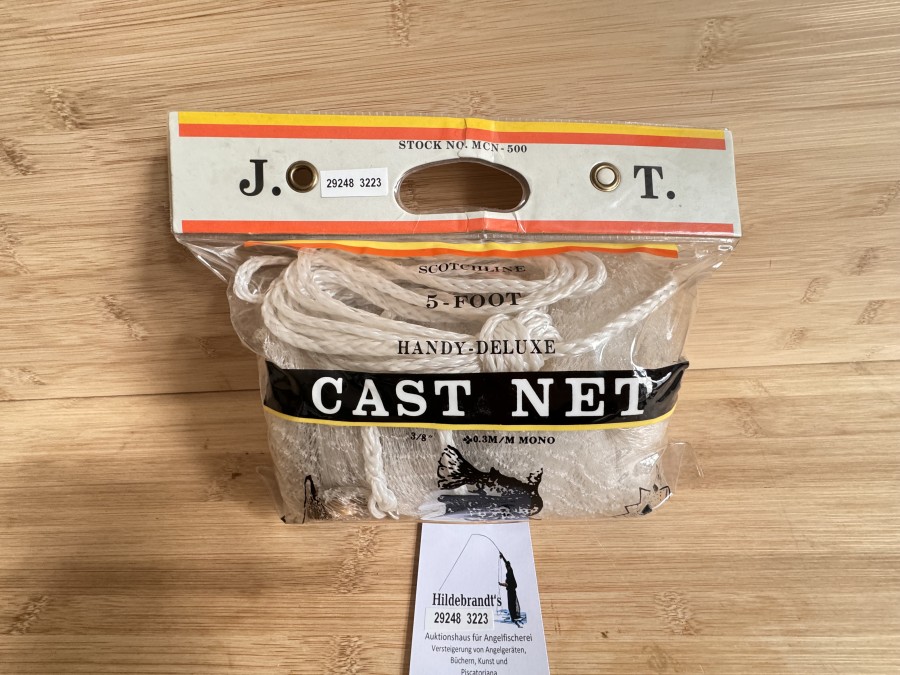 STOCK NO. MCN-500
J. T.
29248 3223
SCOTCHLINE
5-FOOT
HANDY-DELUXE
CAST NET
3/8" 0.3M/M MONO
Hildebrandt's
29248 3223
Auktionshaus für Angelfischerei
Versteigerung von Angelgeräten,
Büchern, Kunst und
Piscatoriana